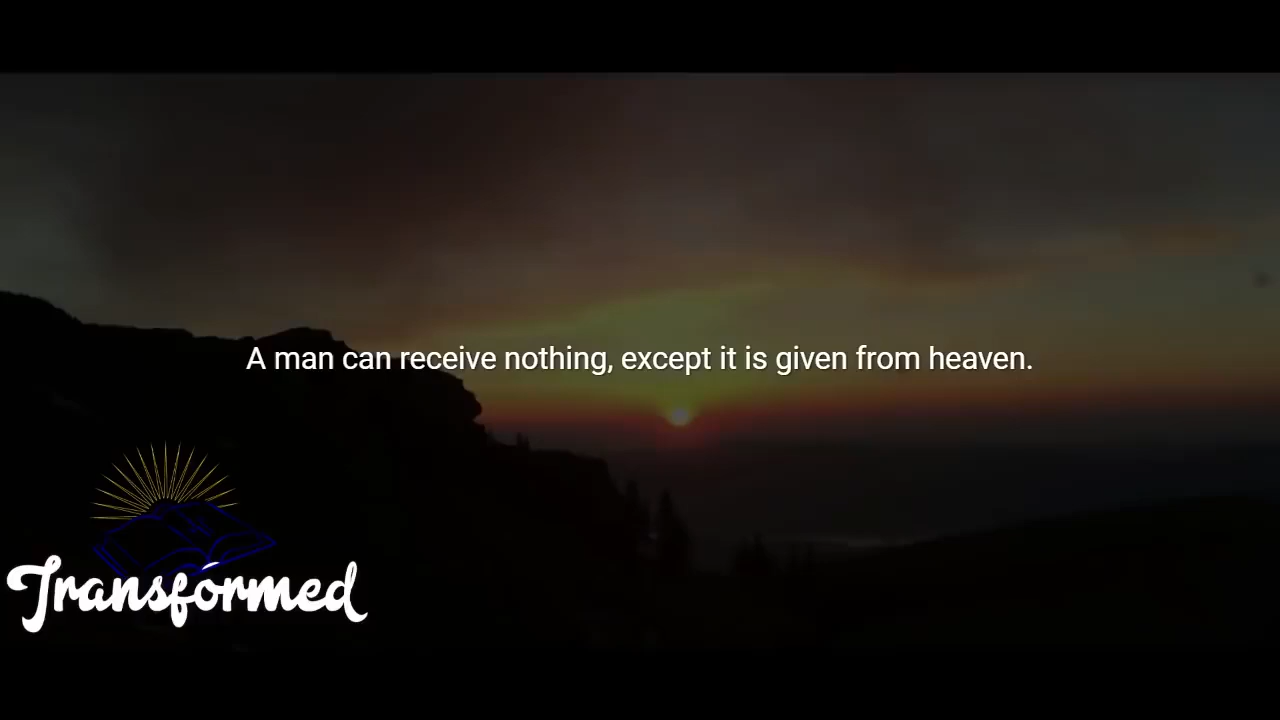 A man can receive nothing, except it is given from heaven.
Transformed